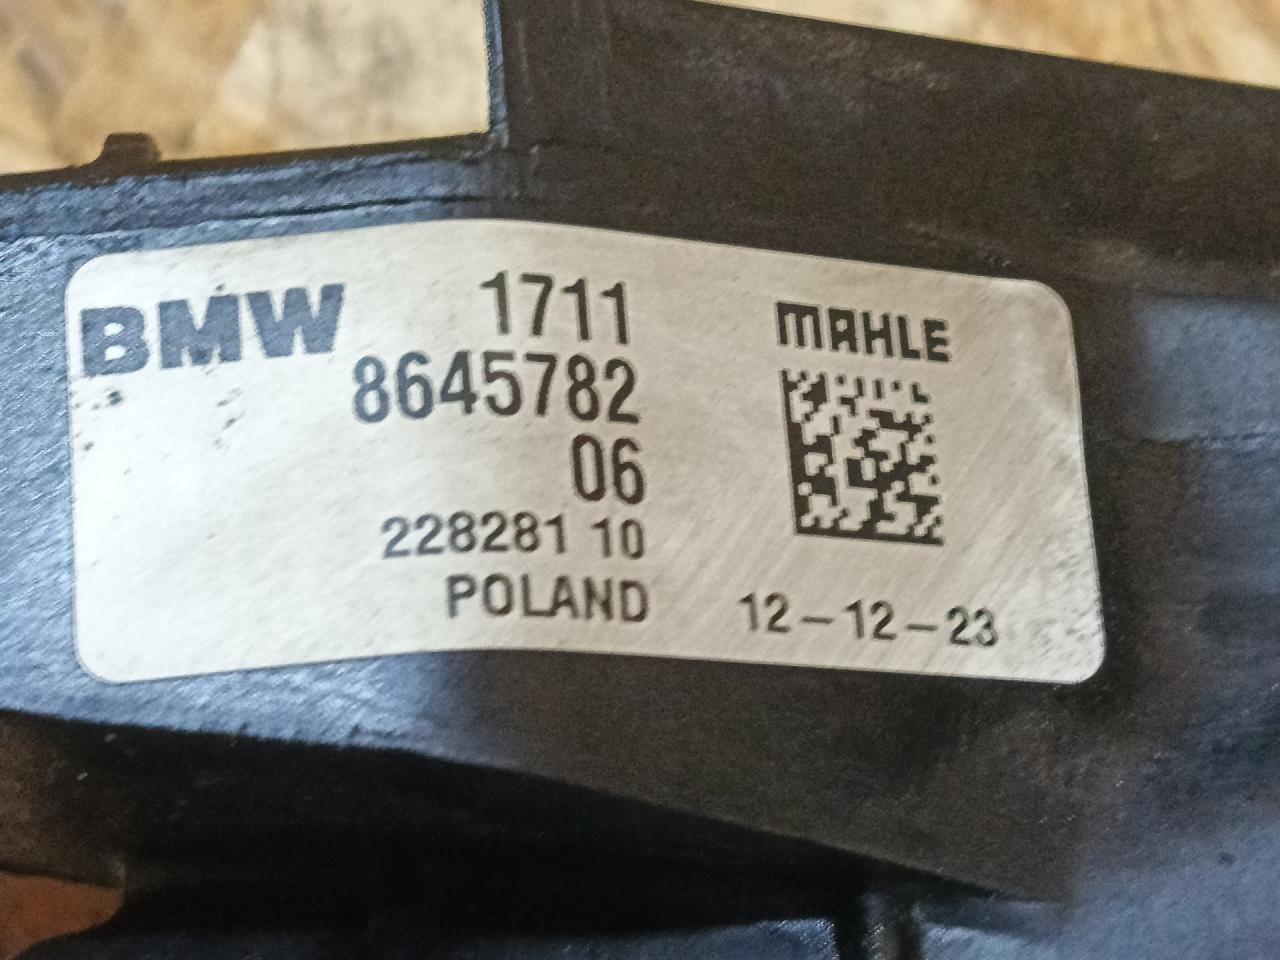 BMW 1711
8645782
06
228281 10
POLAND
MAHLE
12-12-23